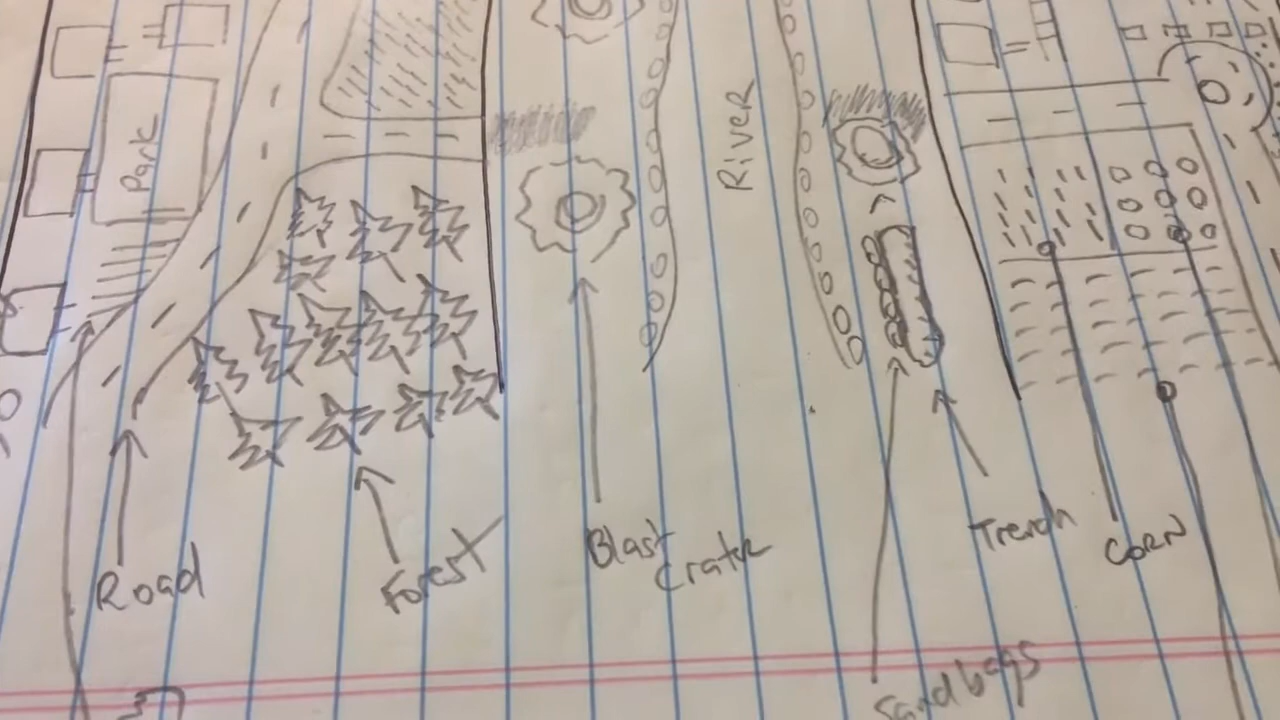 Park
River
Road
Forest
Blast
Crater
Trench
CORN
Sandbags